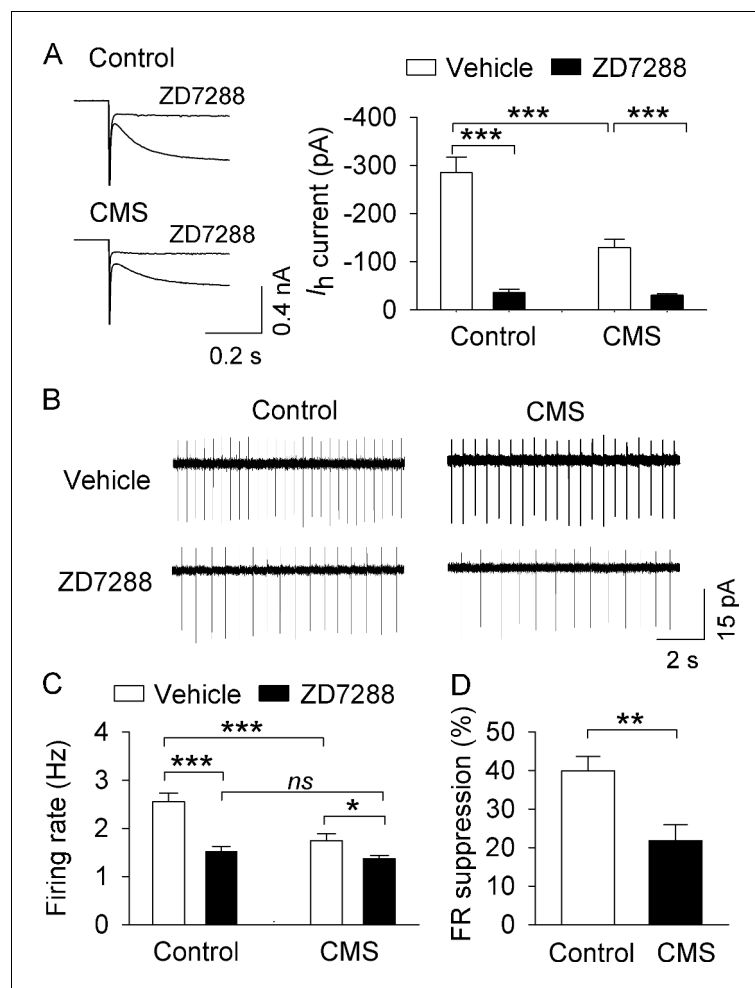 A
Control
ZD7288
CMS
ZD7288
0.4 nA
0.2 s
Vehicle ZD7288
Ih current (pA)
-400
-300
-200
-100
0
*** ***
***
Control CMS
B
Control CMS
Vehicle
ZD7288
15 pA
2 s
C
Vehicle ZD7288
Firing rate (Hz)
4
3
2
1
0
***
***
ns
*
Control CMS
D
FR suppression (%)
50
40
30
20
10
0
**
Control CMS